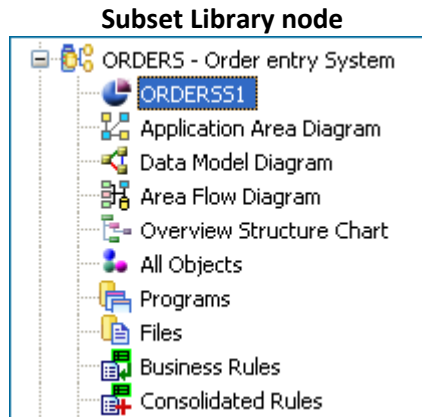 Subset Library node
ORDERS - Order entry System
ORDERSS1
Application Area Diagram
Data Model Diagram
Area Flow Diagram
Overview Structure Chart
All Objects
Programs
Files
Business Rules
Consolidated Rules